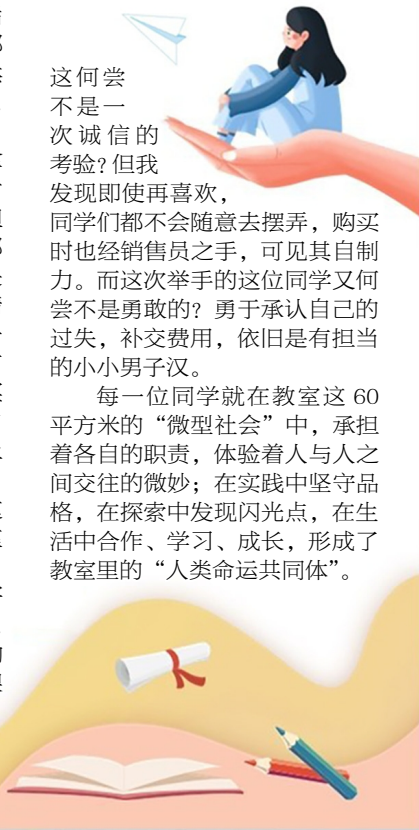 这何尝
不是一
次诚信的
考验？但我
发现即使再喜欢，
同学们都不会随意去摆弄，购买
时也经销售员之手，可见其自制
力。而这次举手的这位同学又何
尝不是勇敢的？勇于承认自己的
过失，补交费用，依旧是有担当
的小小男子汉。
每一位同学就在教室这 60
平方米的“微型社会”中，承担
着各自的职责，体验着人与人之
间交往的微妙；在实践中坚守品
格，在探索中发现闪光点，在生
活中合作、学习、成长，形成了
教室里的“人类命运共同体”。